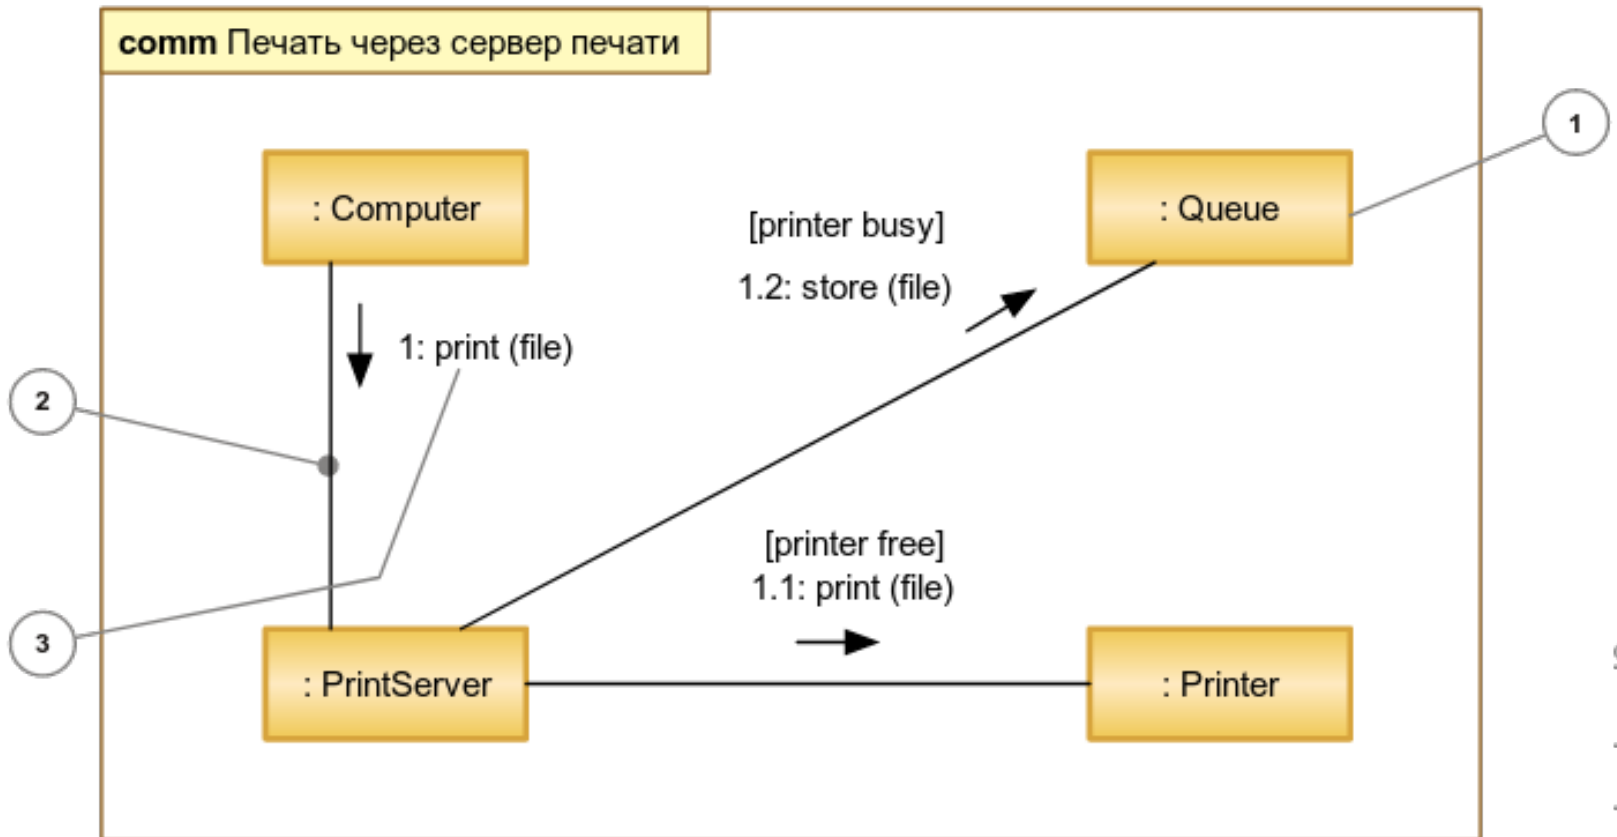 comm Печать через сервер печати
1
: Computer
: Queue
[printer busy]
1.2: store (file)
1: print (file)
2
[printer free]
1.1: print (file)
3
: PrintServer
: Printer